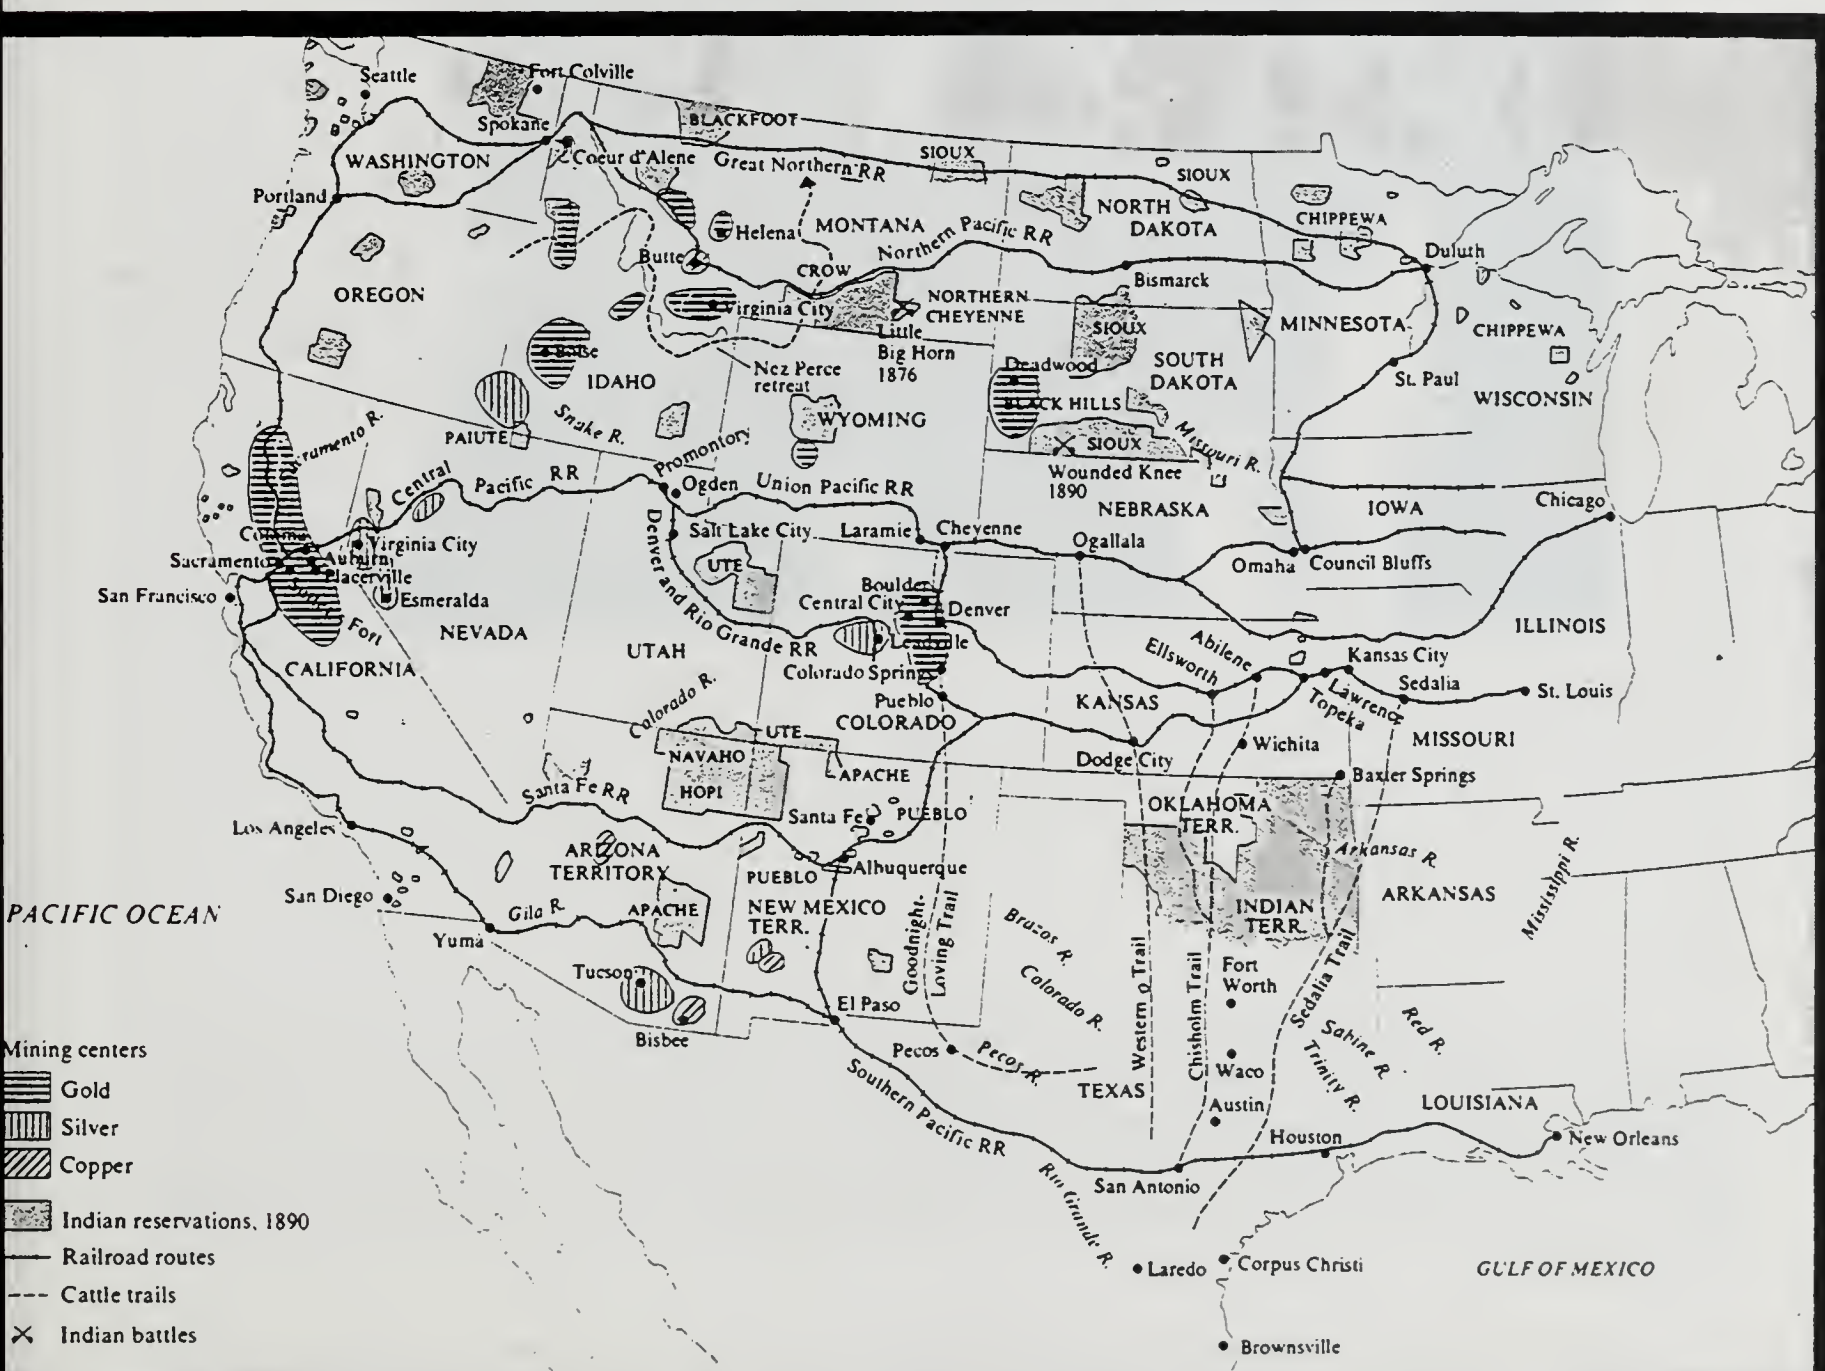 Seattle
Fort Colville
Spokane
BLACKFOOT
WASHINGTON
Coeur d'Alene
Great Northern RR
SIOUX
SIOUX
Portland
NORTH
DAKOTA
CHIPPEWA
Helena
MONTANA
Northern Pacific RR
Butte
CROW
Duluth
Bismarck
OREGON
Virginia City
NORTHERN
CHEYENNE
Little
Big Horn
1876
SIOUX
MINNESOTA
CHIPPEWA
Boise
IDAHO
Nez Perce
retreat
Deadwood
SOUTH
DAKOTA
St. Paul
WISCONSIN
BLACK HILLS
WYOMING
Snake R.
PAIUTE
SIOUX
Missouri R.
Promontory
Wounded Knee
1890
Central Pacific RR
Ogden
Union Pacific RR
NEBRASKA
IOWA
Chicago
Salt Lake City
Laramie
Cheyenne
Ogallala
Virginia City
Auburn
Sacramento
Placerville
San Francisco
Esmeralda
NEVADA
UTE
Denver and Rio Grande RR
Boulder
Central City
Denver
Omaha
Council Bluffs
ILLINOIS
Fort
CALIFORNIA
UTAH
Leadville
Colorado Springs
Pueblo
COLORADO
Colorado R.
Abilene
Ellsworth
Kansas City
Lawrence
Topeka
Sedalia
St. Louis
KANSAS
MISSOURI
Wichita
Dodge City
Baxter Springs
UTE
NAVAHO
HOPI
APACHE
Santa Fe RR
Santa Fe
PUEBLO
OKLAHOMA
TERR.
Los Angeles
ARIZONA
TERRITORY
PUEBLO
Albuquerque
Arkansas R.
ARKANSAS
Mississippi R.
San Diego
PACIFIC OCEAN
Gila R.
APACHE
NEW MEXICO
TERR.
Yuma
Goodnight-
Loving Trail
Brazos R.
Colorado R.
INDIAN
TERR.
Western Trail
Chisholm Trail
Sedalia Trail
Fort
Worth
Tucson
Bisbee
El Paso
Pecos
Pecos R.
Sabine R.
Red R.
Trinity R.
Waco
TEXAS
Austin
LOUISIANA
Southern Pacific RR
Houston
New Orleans
San Antonio
Rio Grande R.
Laredo
Corpus Christi
GULF OF MEXICO
Brownsville
Mining centers
Gold
Silver
Copper
Indian reservations, 1890
Railroad routes
Cattle trails
Indian battles